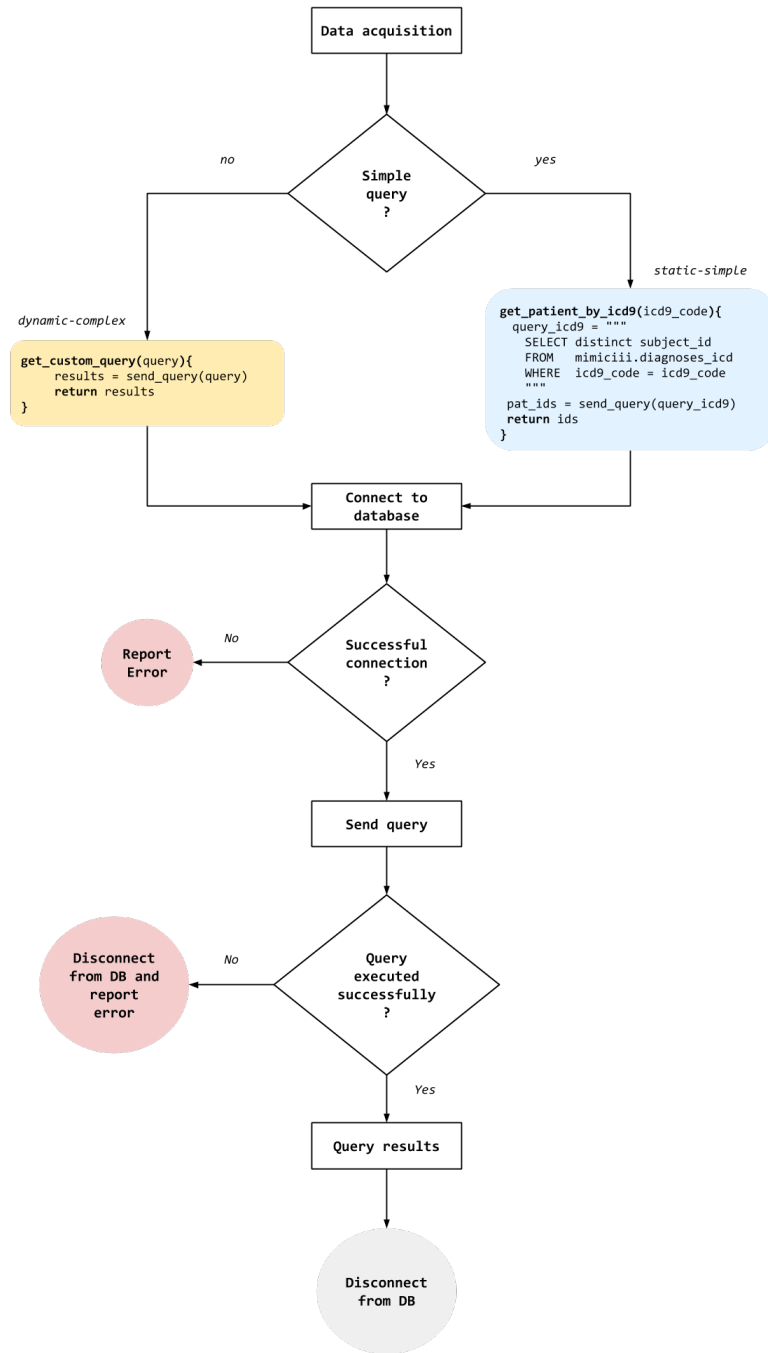 Data acquisition
no
yes
Simple
query
?
static-simple
dynamic-complex
get_patient_by_icd9(icd9_code){
query_icd9 = """
SELECT distinct subject_id
FROM mimiciii.diagnoses_icd
WHERE icd9_code = icd9_code
"""
pat_ids = send_query(query_icd9)
return ids
}
get_custom_query(query){
results = send_query(query)
return results
}
Connect to
database
Successful
connection
?
No
Report
Error
Yes
Send query
Query
executed
successfully
?
No
Disconnect
from DB and
report
error
Yes
Query results
Disconnect
from DB